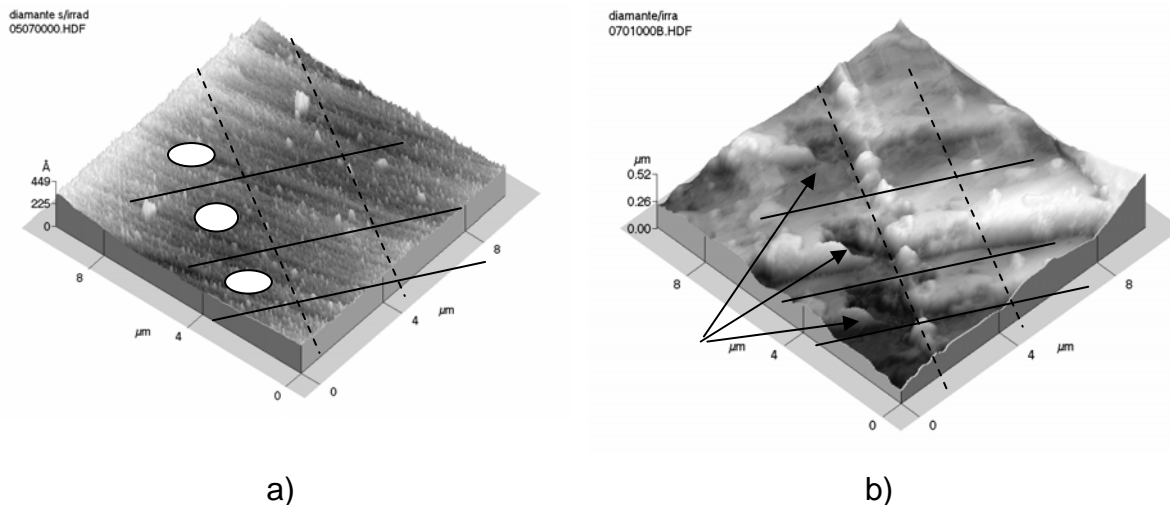 diamante s/irrad
05070000.HDF
Å
449
225
0
8
µm
4
0
0
4
µm
8
a)
diamante/irra
0701000B.HDF
µm
0.52
0.26
0.00
8
µm
4
0
0
4
µm
8
b)